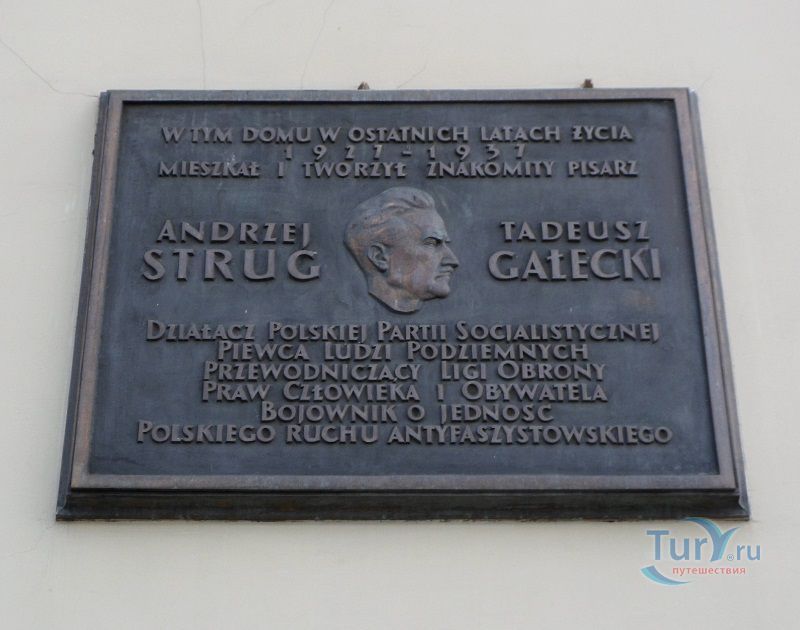 W TYM DOMU W OSTATNICH LATACH ŻYCIA
1927-1937
MIESZKAŁ I TWORZYŁ ZNAKOMITY PISARZ
ANDRZEJ STRUG
TADEUSZ GAŁECKI
DZIAŁACZ POLSKIEJ PARTII SOCJALISTYCZNEJ
PIEWCA LUDZI PODZIEMNYCH
PRZEWODNICZĄCY LIGI OBRONY
PRAW CZŁOWIEKA I OBYWATELA
BOJOWNIK O JEDNOŚĆ
POLSKIEGO RUCHU ANTYFASZYSTOWSKIEGO
Tury.ru
путешествия